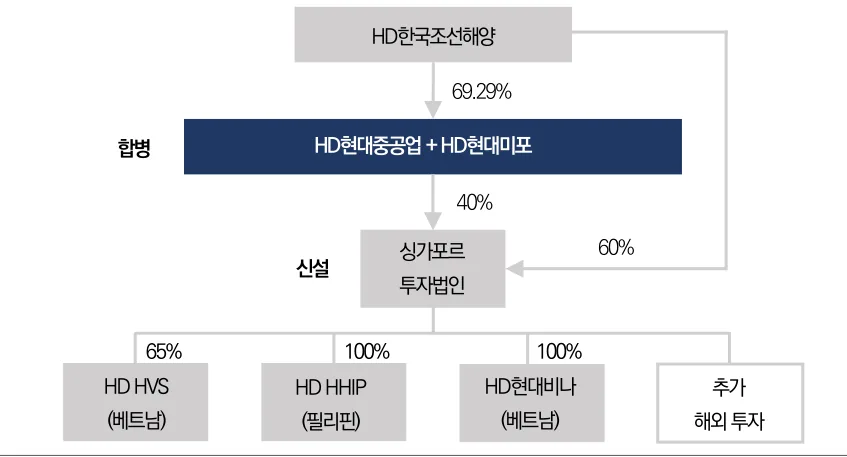 HD한국조선해양
69.29%
합병
HD현대중공업 + HD현대미포
40%
신설
싱가포르
투자법인
60%
65%
100%
100%
HD HVS
(베트남)
HD HHIP
(필리핀)
HD현대비나
(베트남)
추가
해외 투자